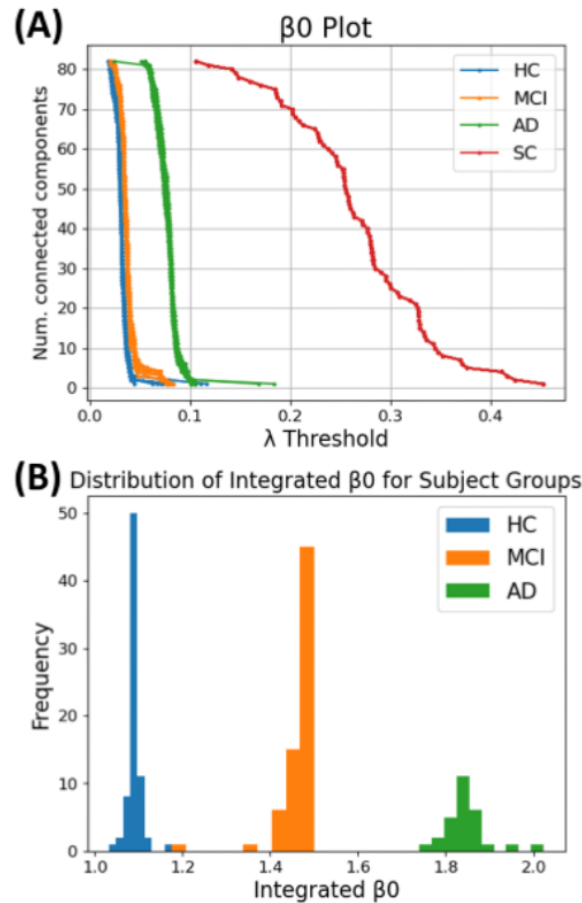 (A)
β0 Plot
HC
MCI
AD
SC
Num. connected components
80
70
60
50
40
30
20
10
0
0.0 0.1 0.2 0.3 0.4
λ Threshold
(B)
Distribution of Integrated β0 for Subject Groups
HC
MCI
AD
Frequency
50
40
30
20
10
0
1.0 1.2 1.4 1.6 1.8 2.0
Integrated β0